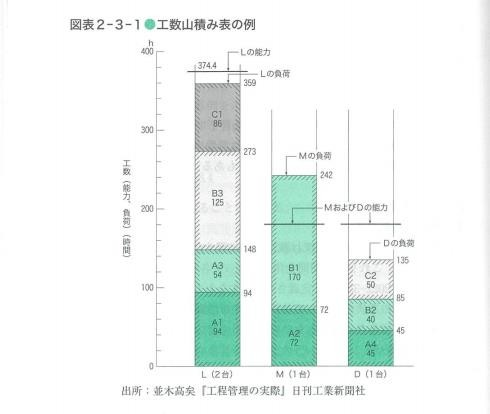 図表2-3-1●工数山積み表の例
h
Lの能力
400
374.4
Lの負荷
359
C1
86
300
273
Mの負荷
242
B3
125
工数(能力、負荷)(時間)
200
MおよびDの能力
Dの負荷
148
B1
170
135
A3
54
C2
50
100
94
85
72
B2
40
A1
94
A2
72
45
A4
45
0
L(2台)
M(1台)
D(1台)
出所:並木高矣『工程管理の実際』日刊工業新聞社